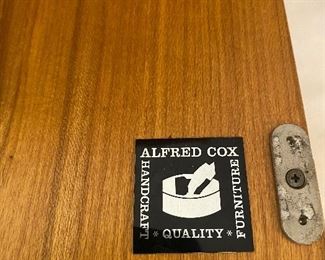 ALFRED COX
HANDCRAFT
* QUALITY *
FURNITURE